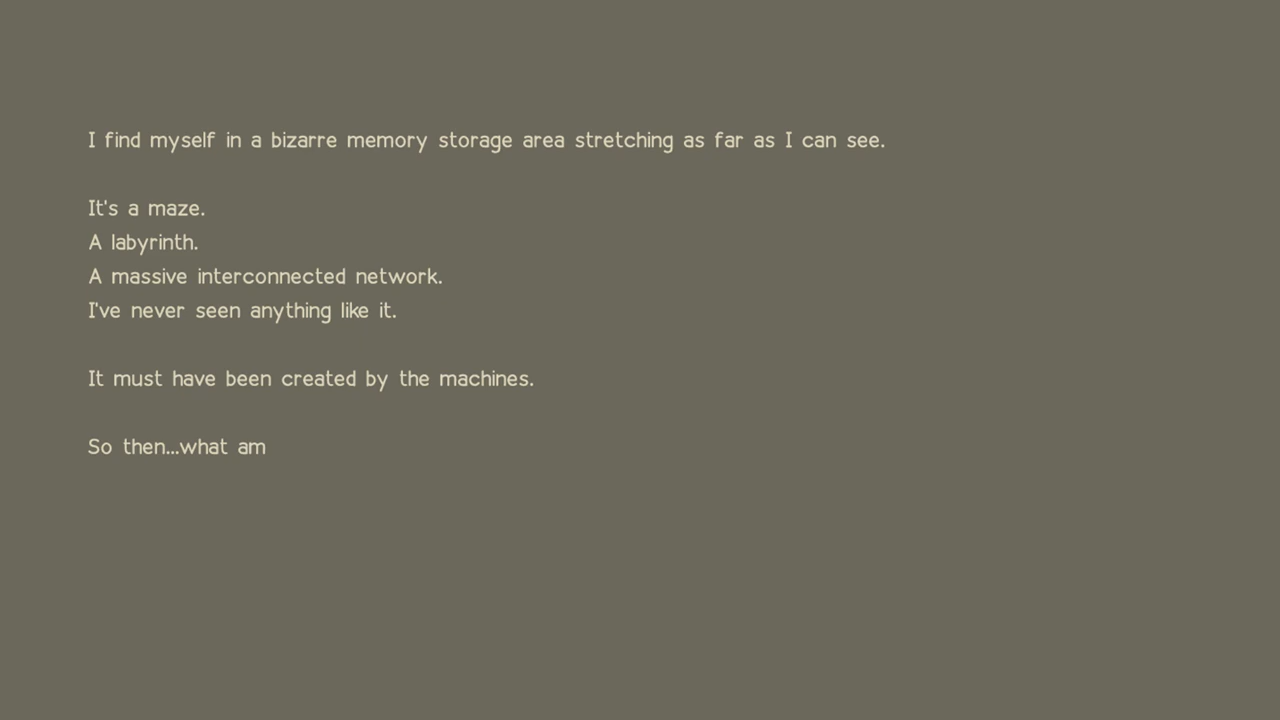 I find myself in a bizarre memory storage area stretching as far as I can see.
It's a maze.
A labyrinth.
A massive interconnected network.
I've never seen anything like it.
It must have been created by the machines.
So then...what am